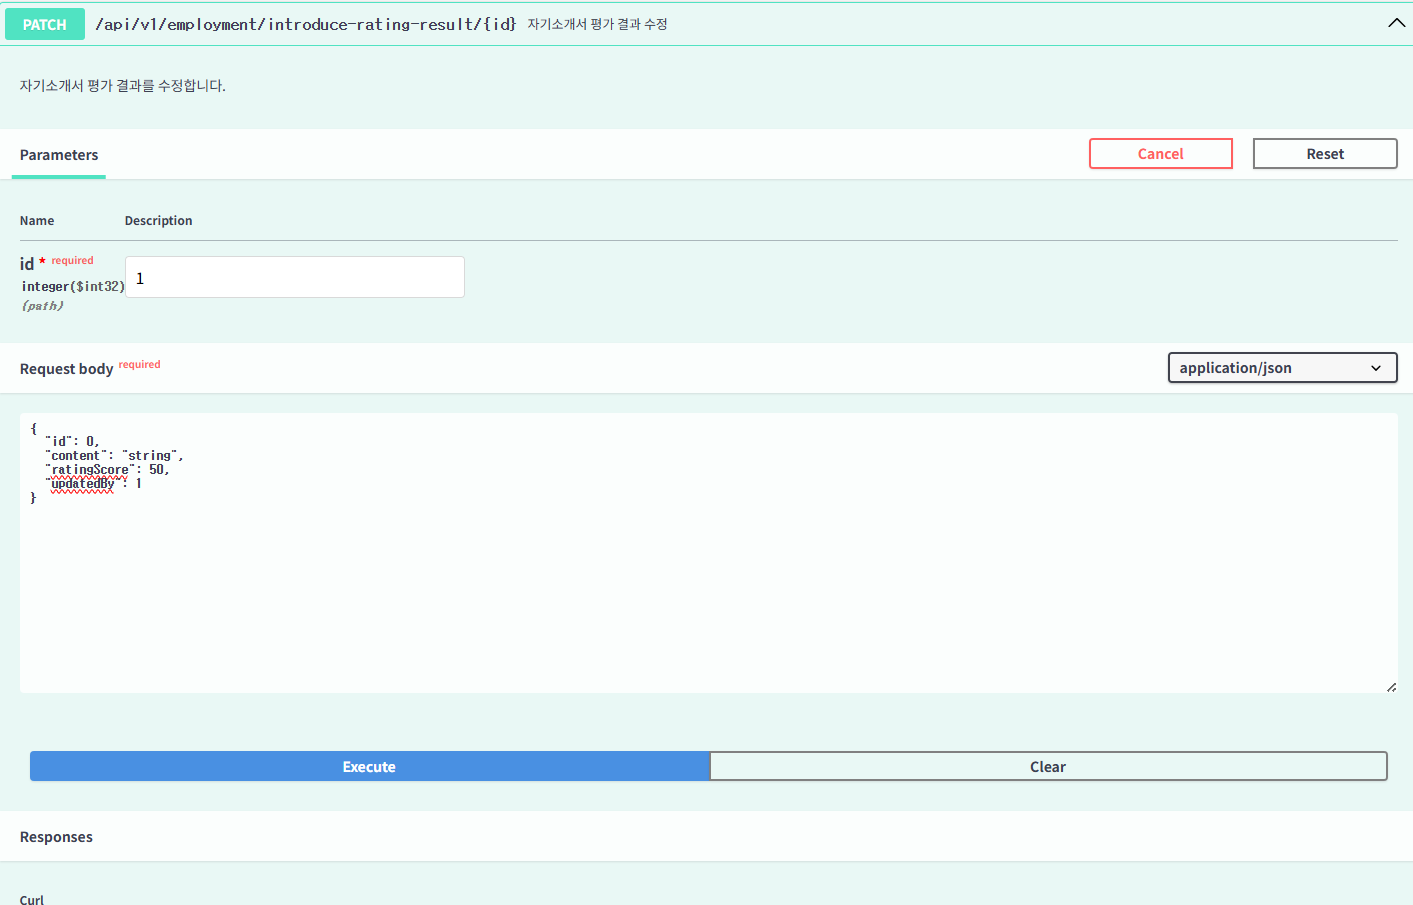 PATCH /api/v1/employment/introduce-rating-result/{id} 자기소개서 평가 결과 수정
자기소개서 평가 결과를 수정합니다.
Parameters Cancel Reset
Name Description
id * required
1
integer($int32)
(path)
Request body required application/json
{
"id": 0,
"content": "string",
"ratingScore": 50,
"updatedBy": 1
}
Execute Clear
Responses
Curl